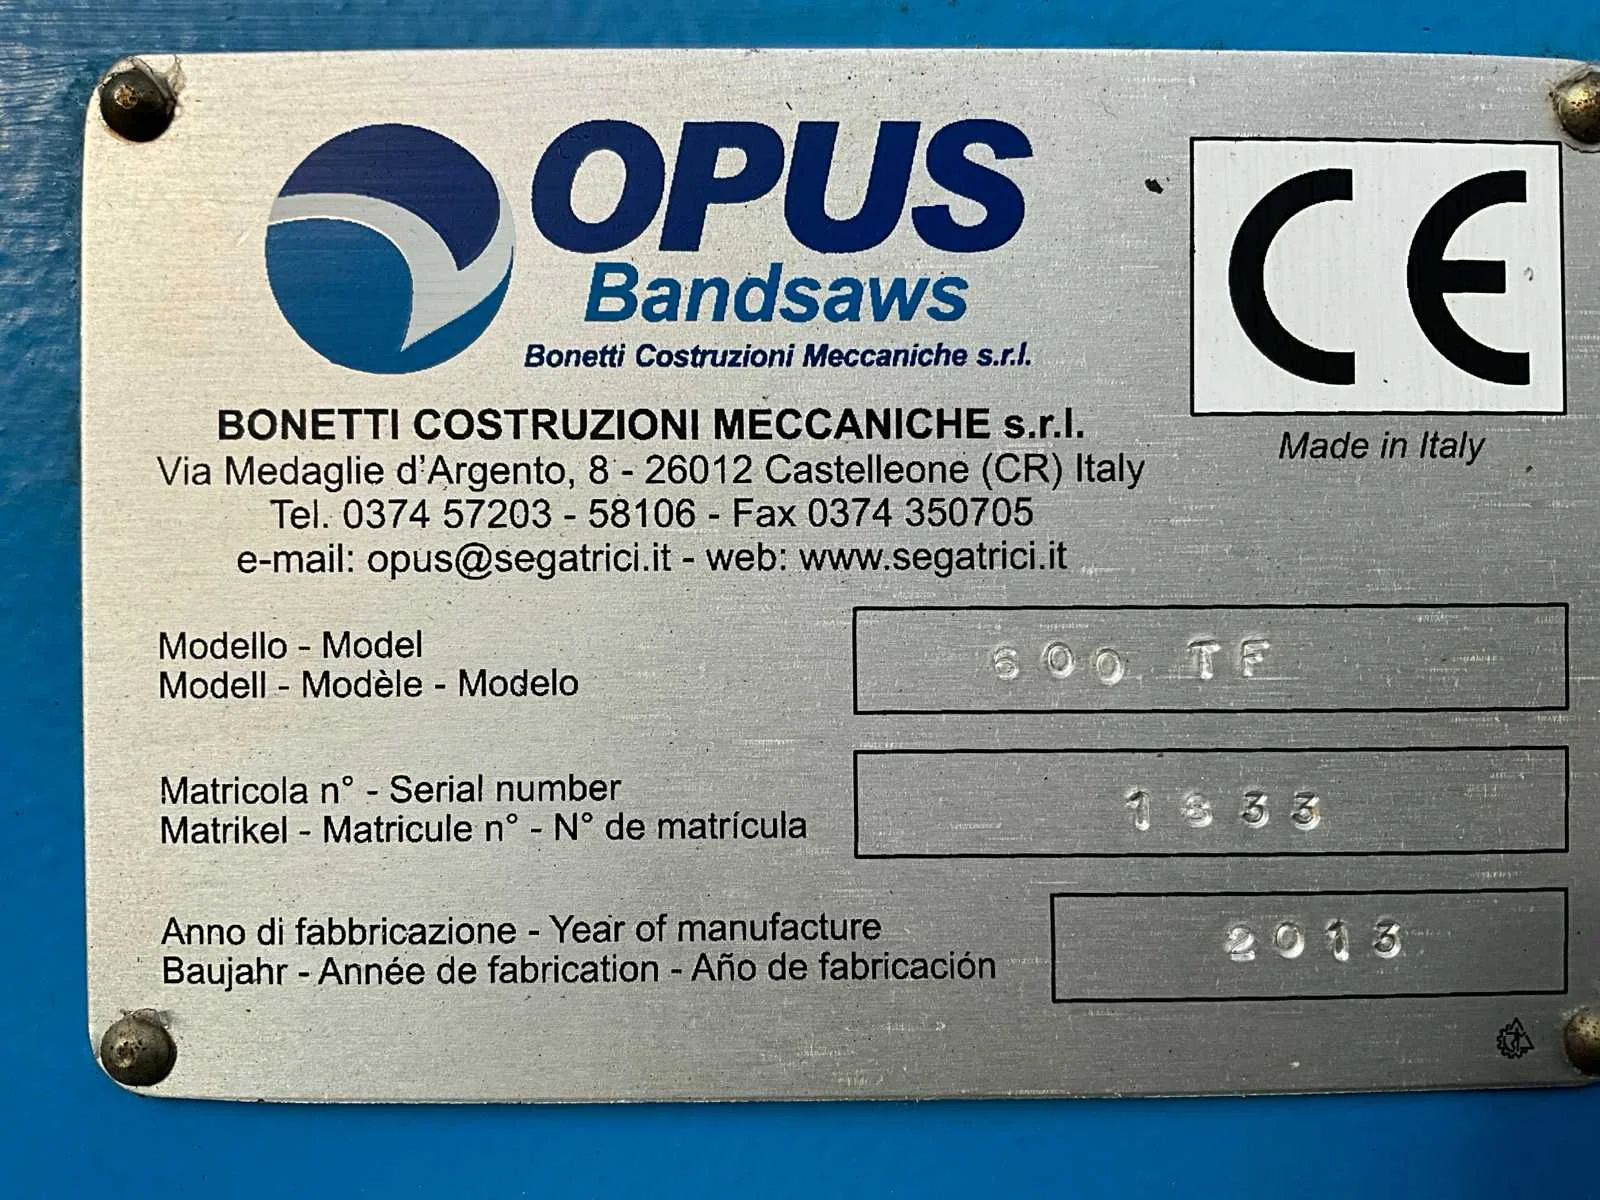 OPUS
Bandsaws
Bonetti Costruzioni Meccaniche s.r.l.
CE
Made in Italy
BONETTI COSTRUZIONI MECCANICHE s.r.l.
Via Medaglie d'Argento, 8 - 26012 Castelleone (CR) Italy
Tel. 0374 57203 - 58106 - Fax 0374 350705
e-mail: opus@segatrici.it - web: www.segatrici.it
Modello - Model
Modell - Modèle - Modelo
600 TF
Matricola n° - Serial number
Matrikel - Matricule n° - N° de matrícula
Anno di fabbricazione - Year of manufacture
Baujahr - Année de fabrication - Año de fabricación
2013